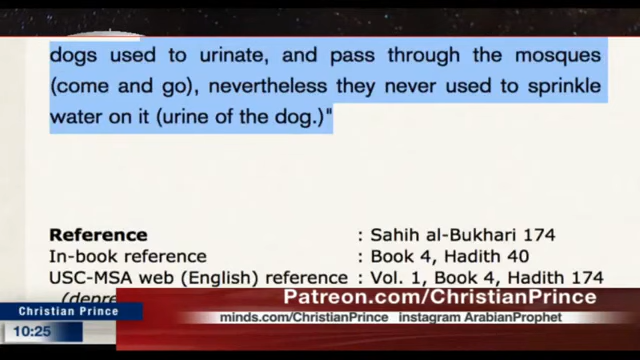 dogs used to urinate, and pass through the mosques
(come and go), nevertheless they never used to sprinkle
water on it (urine of the dog.)"
Reference : Sahih al-Bukhari 174
In-book reference : Book 4, Hadith 40
USC-MSA web (English) reference : Vol. 1, Book 4, Hadith 174
Patreon.com/ChristianPrince
Christian Prince
minds.com/ChristianPrince instagram ArabianProphet
10:25